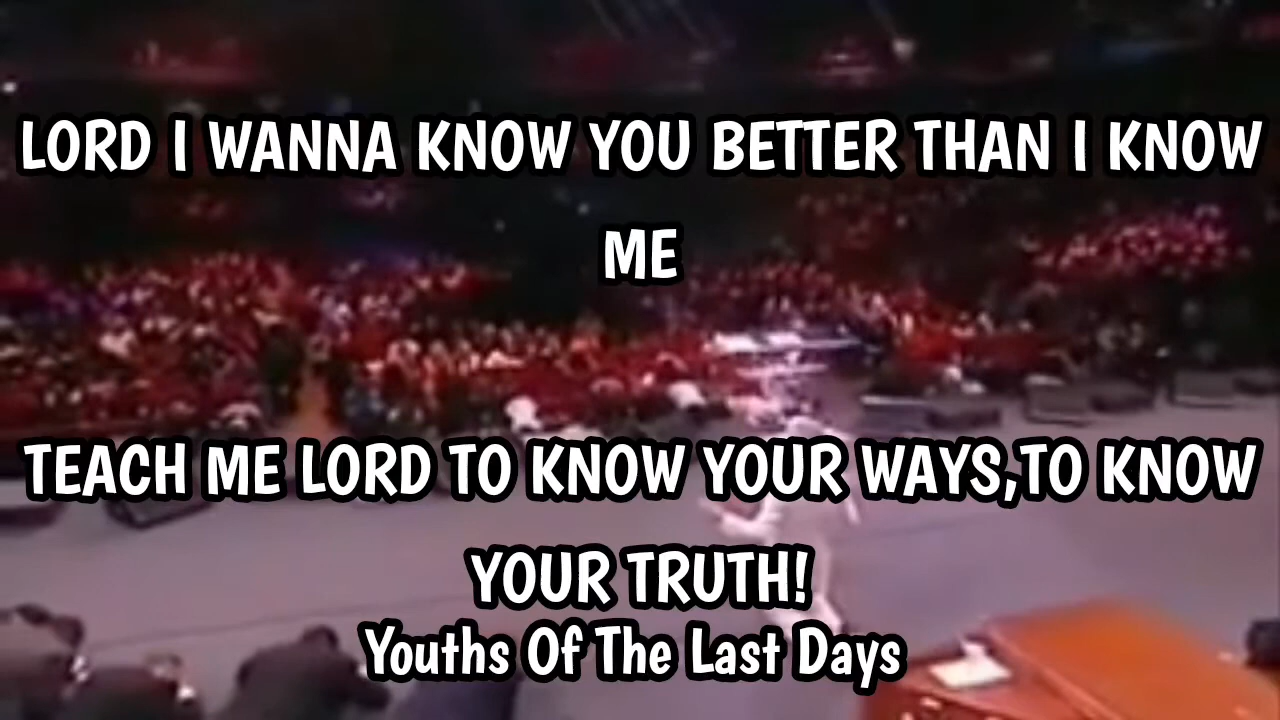 LORD I WANNA KNOW YOU BETTER THAN I KNOW
ME
TEACH ME LORD TO KNOW YOUR WAYS,TO KNOW
YOUR TRUTH!
Youths Of The Last Days